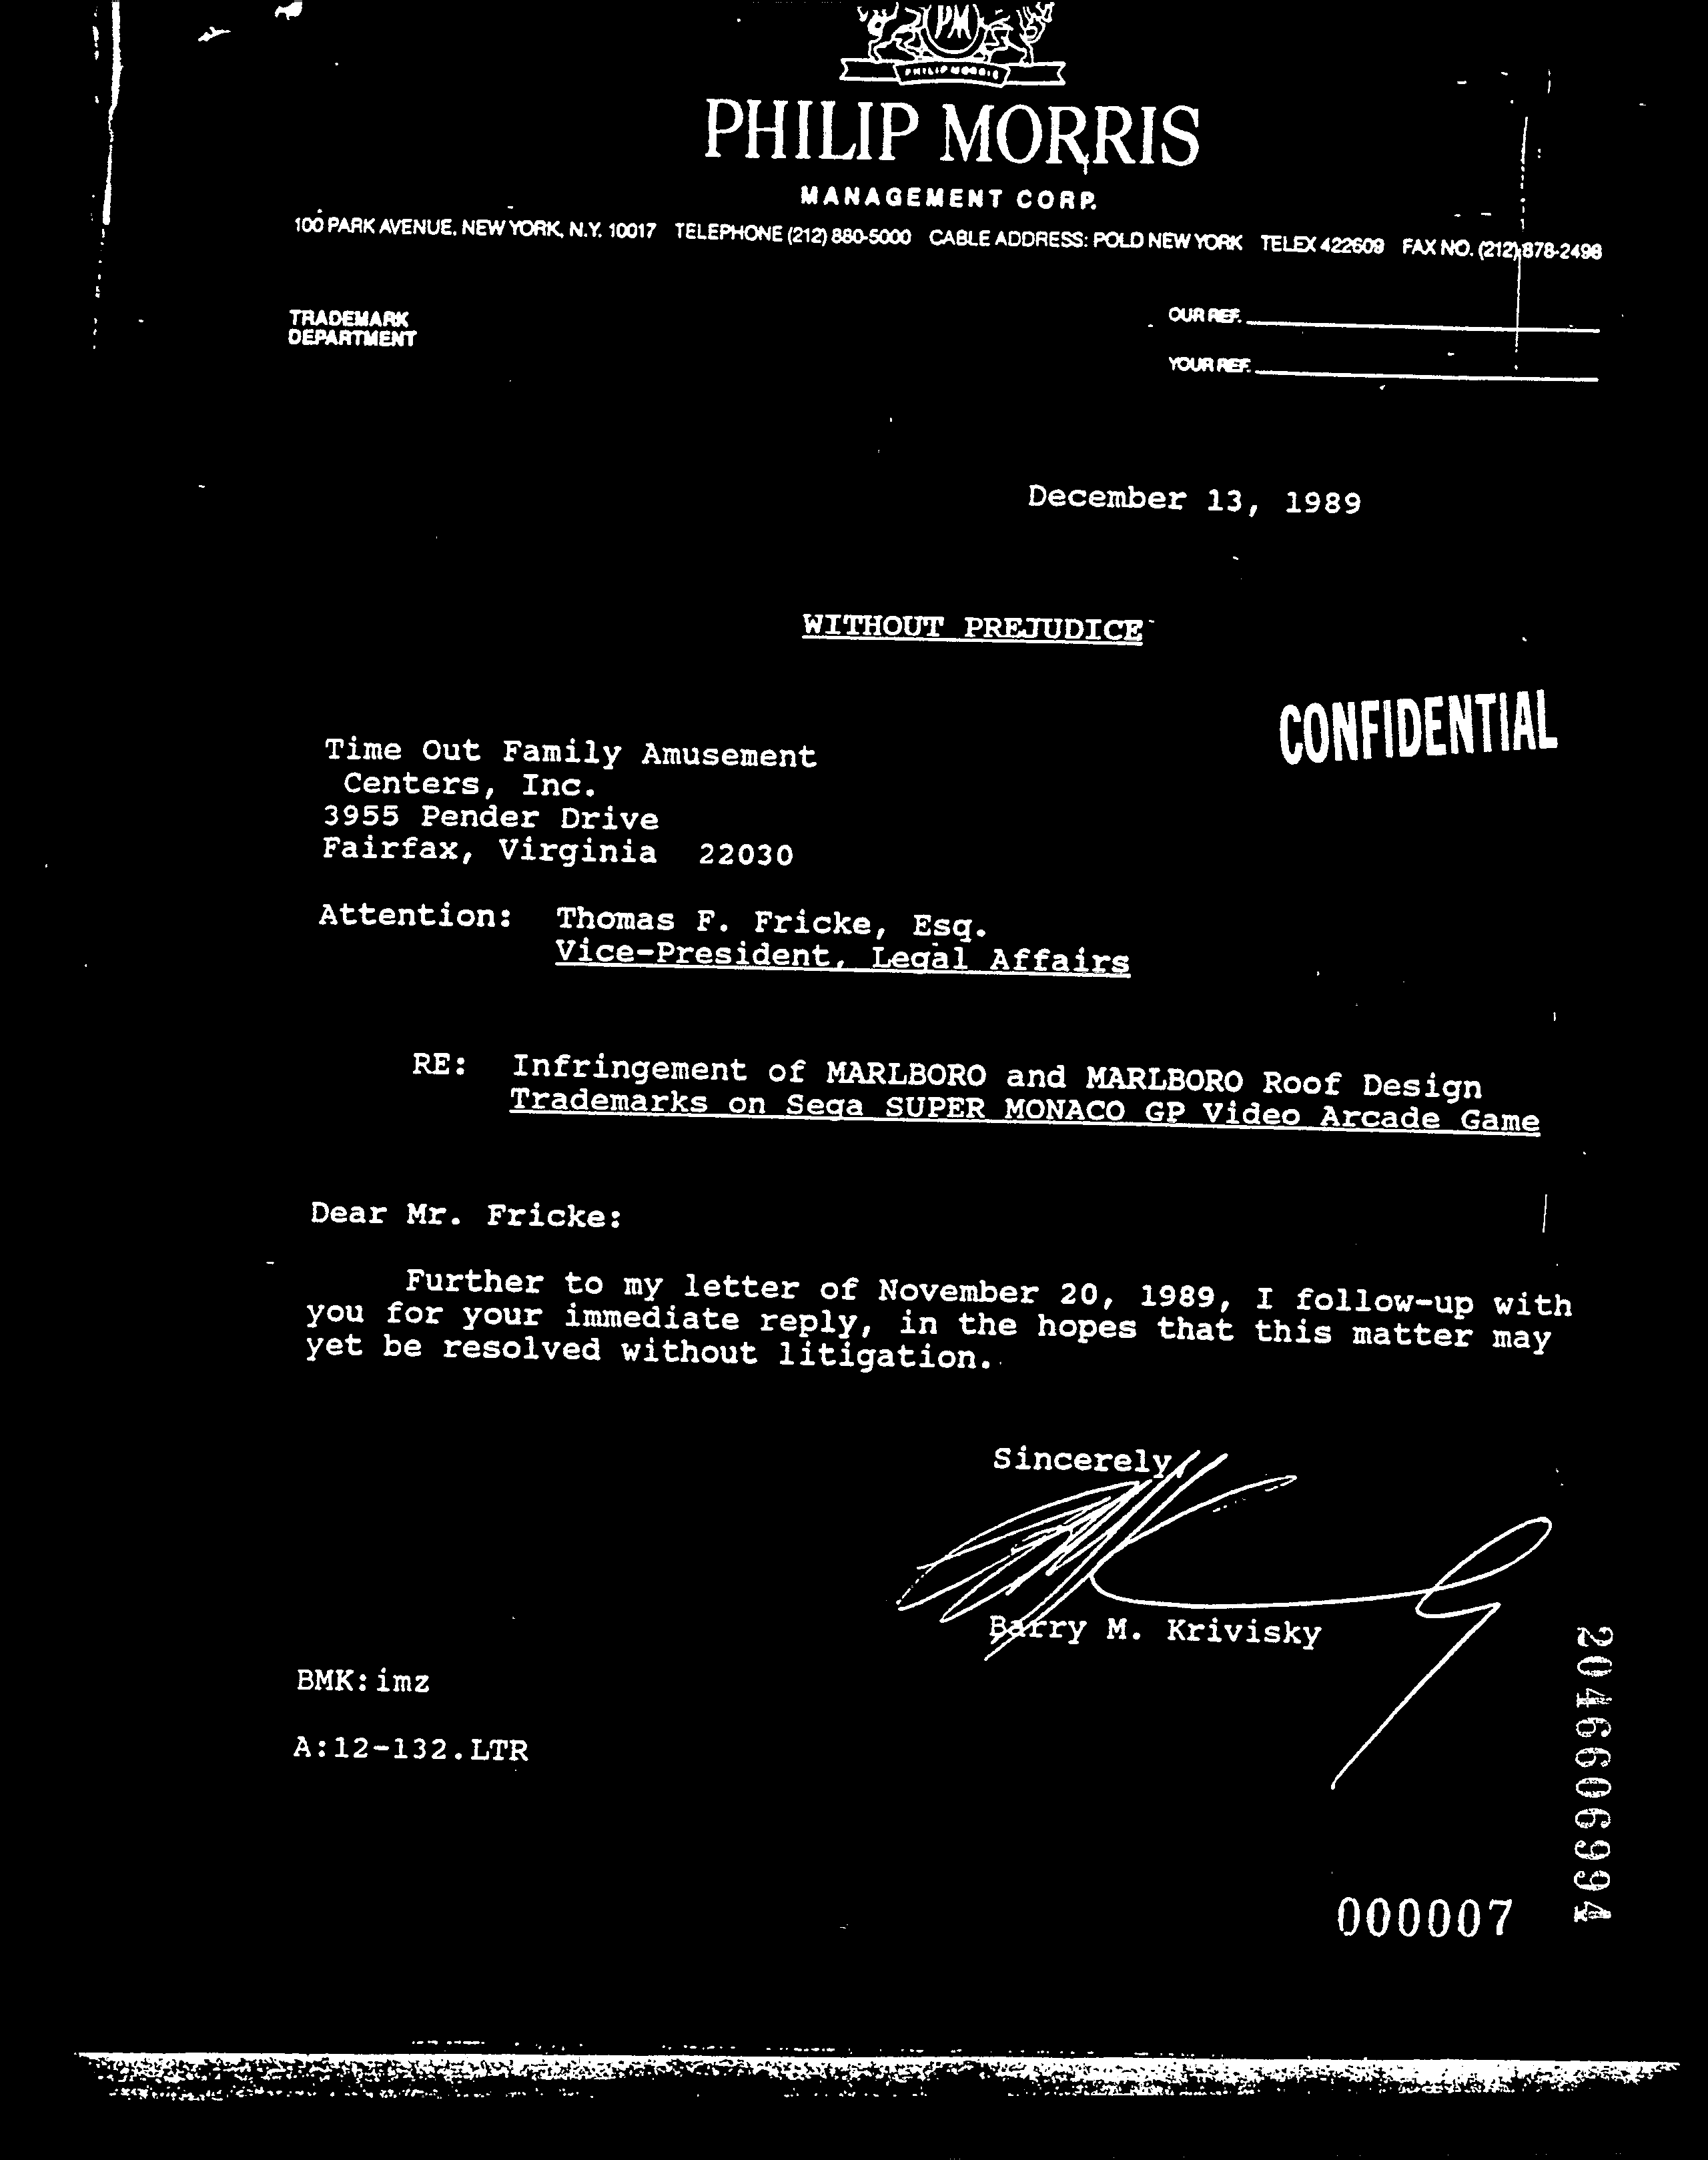 PM
PHILIP MORRIS
PHILIP MORRIS
MANAGEMENT CORP.
100 PARK AVENUE, NEW YORK, N.Y. 10017 TELEPHONE (212) 880-5000 CABLE ADDRESS: POLD NEW YORK TELEX 422609 FAX NO. (212) 878-2498
TRADEMARK
DEPARTMENT
OUR REF.
YOUR REF.
December 13, 1989
WITHOUT PREJUDICE
CONFIDENTIAL
Time Out Family Amusement
Centers, Inc.
3955 Pender Drive
Fairfax, Virginia 22030
Attention: Thomas F. Fricke, Esq.
Vice-President, Legal Affairs
RE: Infringement of MARLBORO and MARLBORO Roof Design
Trademarks on Sega SUPER MONACO GP Video Arcade Game
Dear Mr. Fricke:
Further to my letter of November 20, 1989, I follow-up with
you for your immediate reply, in the hopes that this matter may
yet be resolved without litigation.
Sincerely,
Barry M. Krivisky
BMK:imz
A:12-132.LTR
2046606994
000007